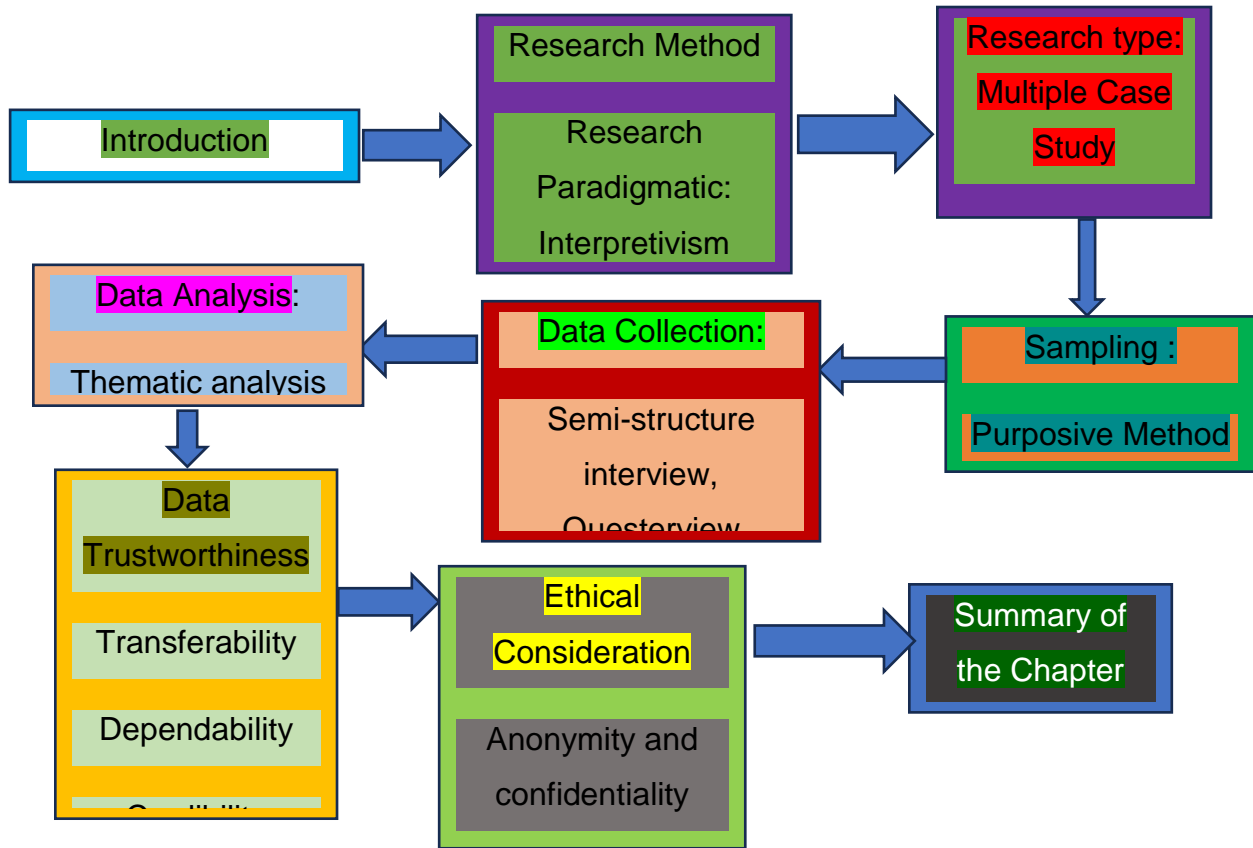 Introduction
Research Method
Research
Paradigmatic:
Interpretivism
Research type:
Multiple Case
Study
Sampling :
Purposive Method
Data Collection:
Semi-structure
interview,
Questerview
Data Analysis:
Thematic analysis
Data
Trustworthiness
Transferability
Dependability
Ethical
Consideration
Anonymity and
confidentiality
Summary of
the Chapter